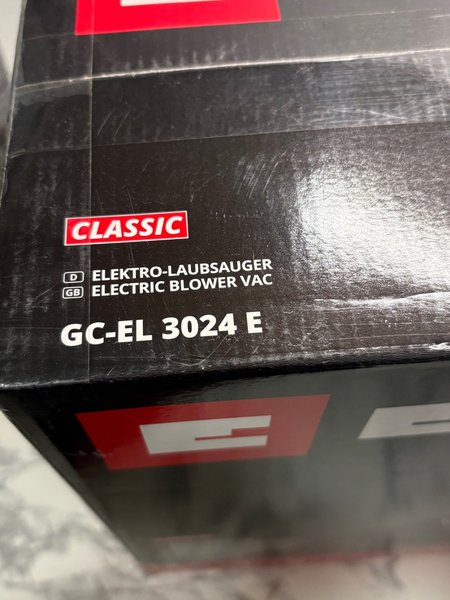 CLASSIC
D ELEKTRO-LAUBSAUGER
GB ELECTRIC BLOWER VAC
GC-EL 3024 E